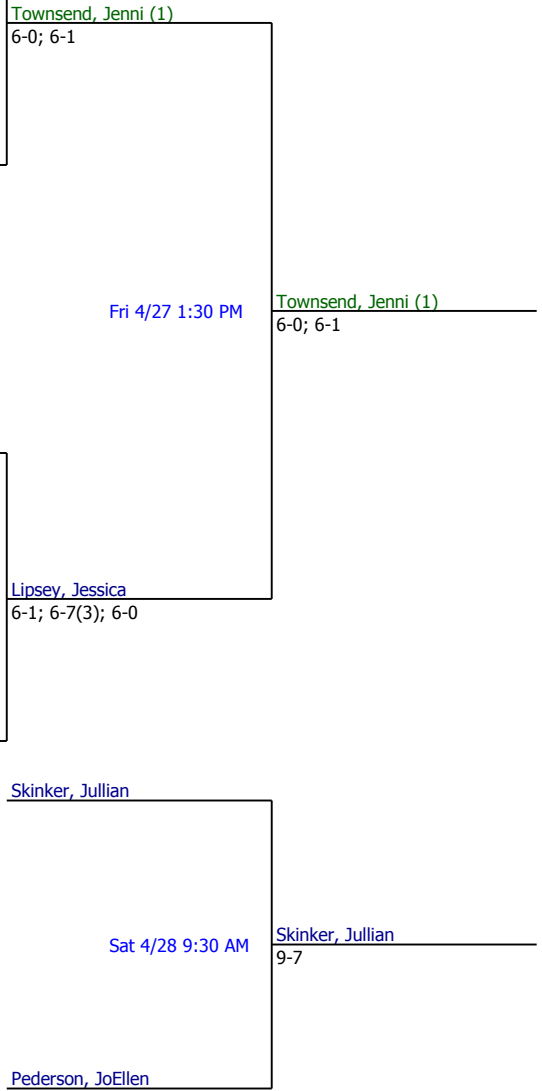 Townsend, Jenni (1)
6-0; 6-1
Fri 4/27 1:30 PM
Townsend, Jenni (1)
6-0; 6-1
Lipsey, Jessica
6-1; 6-7(3); 6-0
Skinker, Jullian
Sat 4/28 9:30 AM
Skinker, Jullian
9-7
Pederson, JoEllen